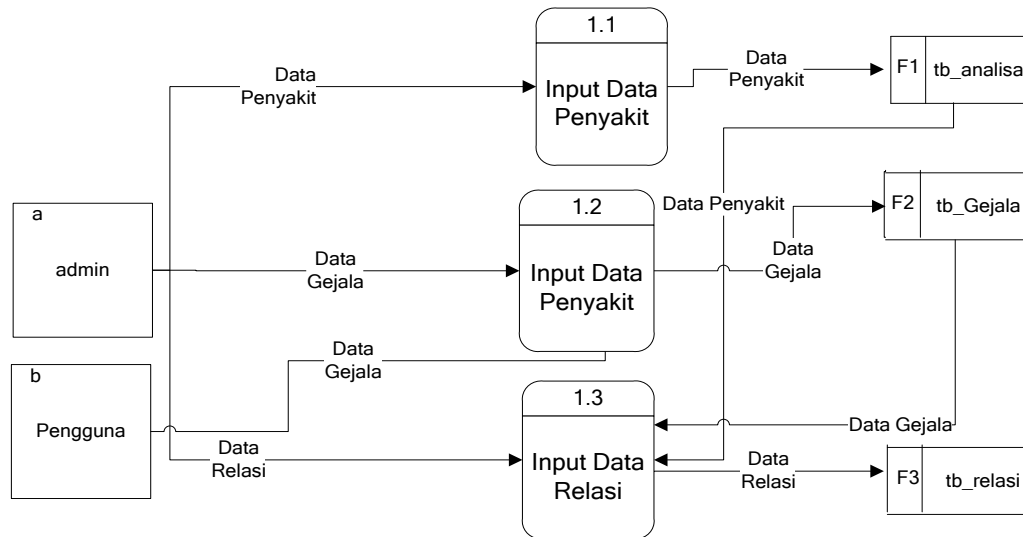 1.1
Input Data
Penyakit
Data
Penyakit
Data
Penyakit
F1
tb_analisa
a
admin
Data
Gejala
1.2
Input Data
Penyakit
Data Penyakit
Data
Gejala
F2
tb_Gejala
b
Pengguna
Data
Gejala
Data
Relasi
1.3
Input Data
Relasi
Data Gejala
Data
Relasi
F3
tb_relasi